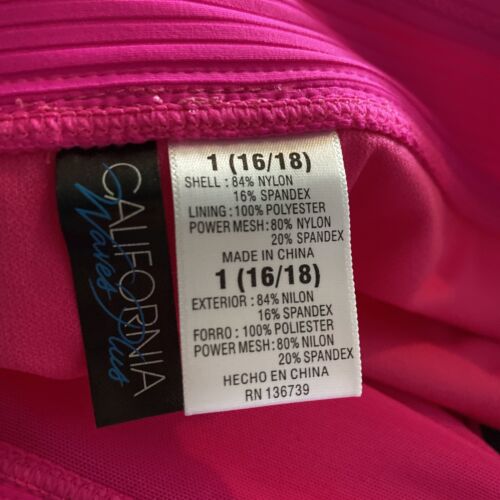 CALIFORNIA
Waves Plus
1 (16/18)
SHELL : 84% NYLON
16% SPANDEX
LINING : 100% POLYESTER
POWER MESH: 80% NYLON
20% SPANDEX
MADE IN CHINA
1 (16/18)
EXTERIOR : 84% NILON
16% SPANDEX
FORRO : 100% POLIESTER
POWER MESH: 80% NILON
20% SPANDEX
HECHO EN CHINA
RN 136739